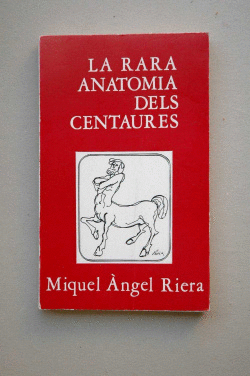 LA RARA
ANATOMIA
DELS
CENTAURES
Miquel Àngel Riera